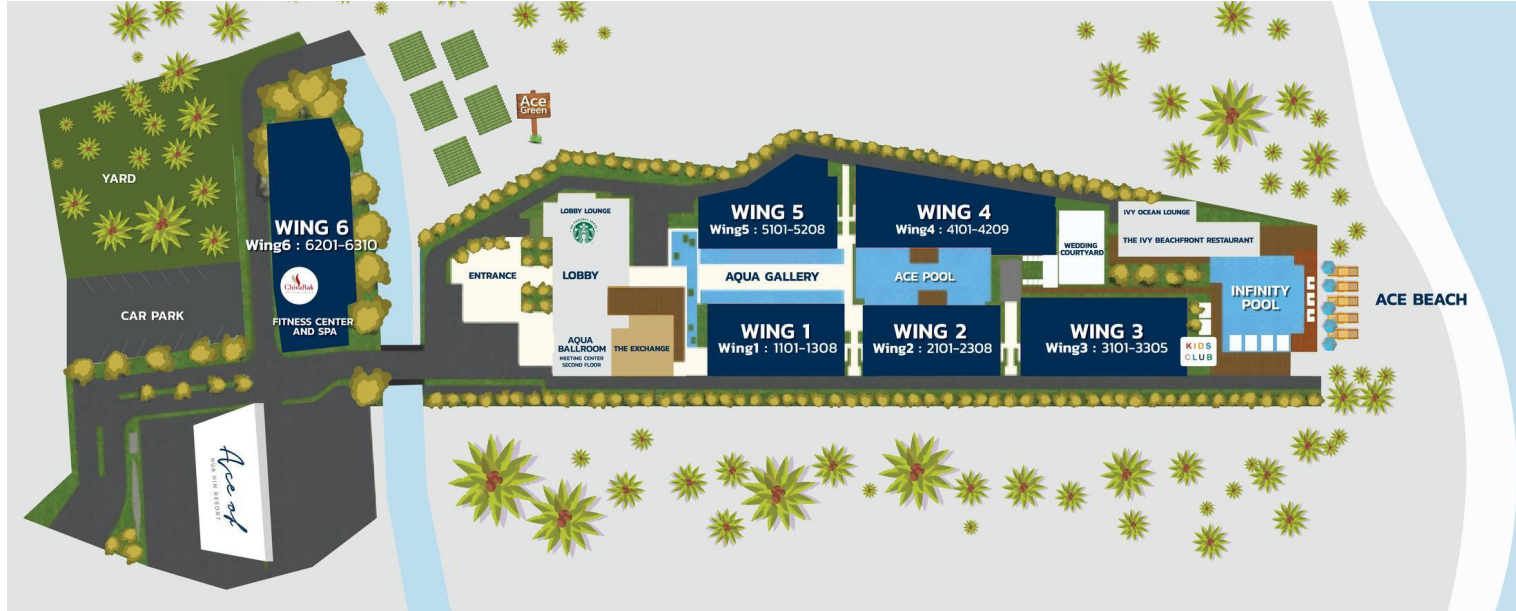 Ace
Green
YARD
WING 6
Wing6 : 6201-6310
ChivaRak
FITNESS CENTER
AND SPA
CAR PARK
Ace of
HUA HIN RESORT
ENTRANCE
LOBBY LOUNGE
LOBBY
AQUA
BALLROOM
MEETING CENTER
SECOND FLOOR
THE EXCHANGE
WING 5
Wing5 : 5101-5208
AQUA GALLERY
WING 1
Wing1 : 1101-1308
WING 4
Wing4 : 4101-4209
ACE POOL
WING 2
Wing2 : 2101-2308
WEDDING
COURTYARD
WING 3
Wing3 : 3101-3305
KIDS
CLUB
IVY OCEAN LOUNGE
THE IVY BEACHFRONT RESTAURANT
INFINITY
POOL
ACE BEACH